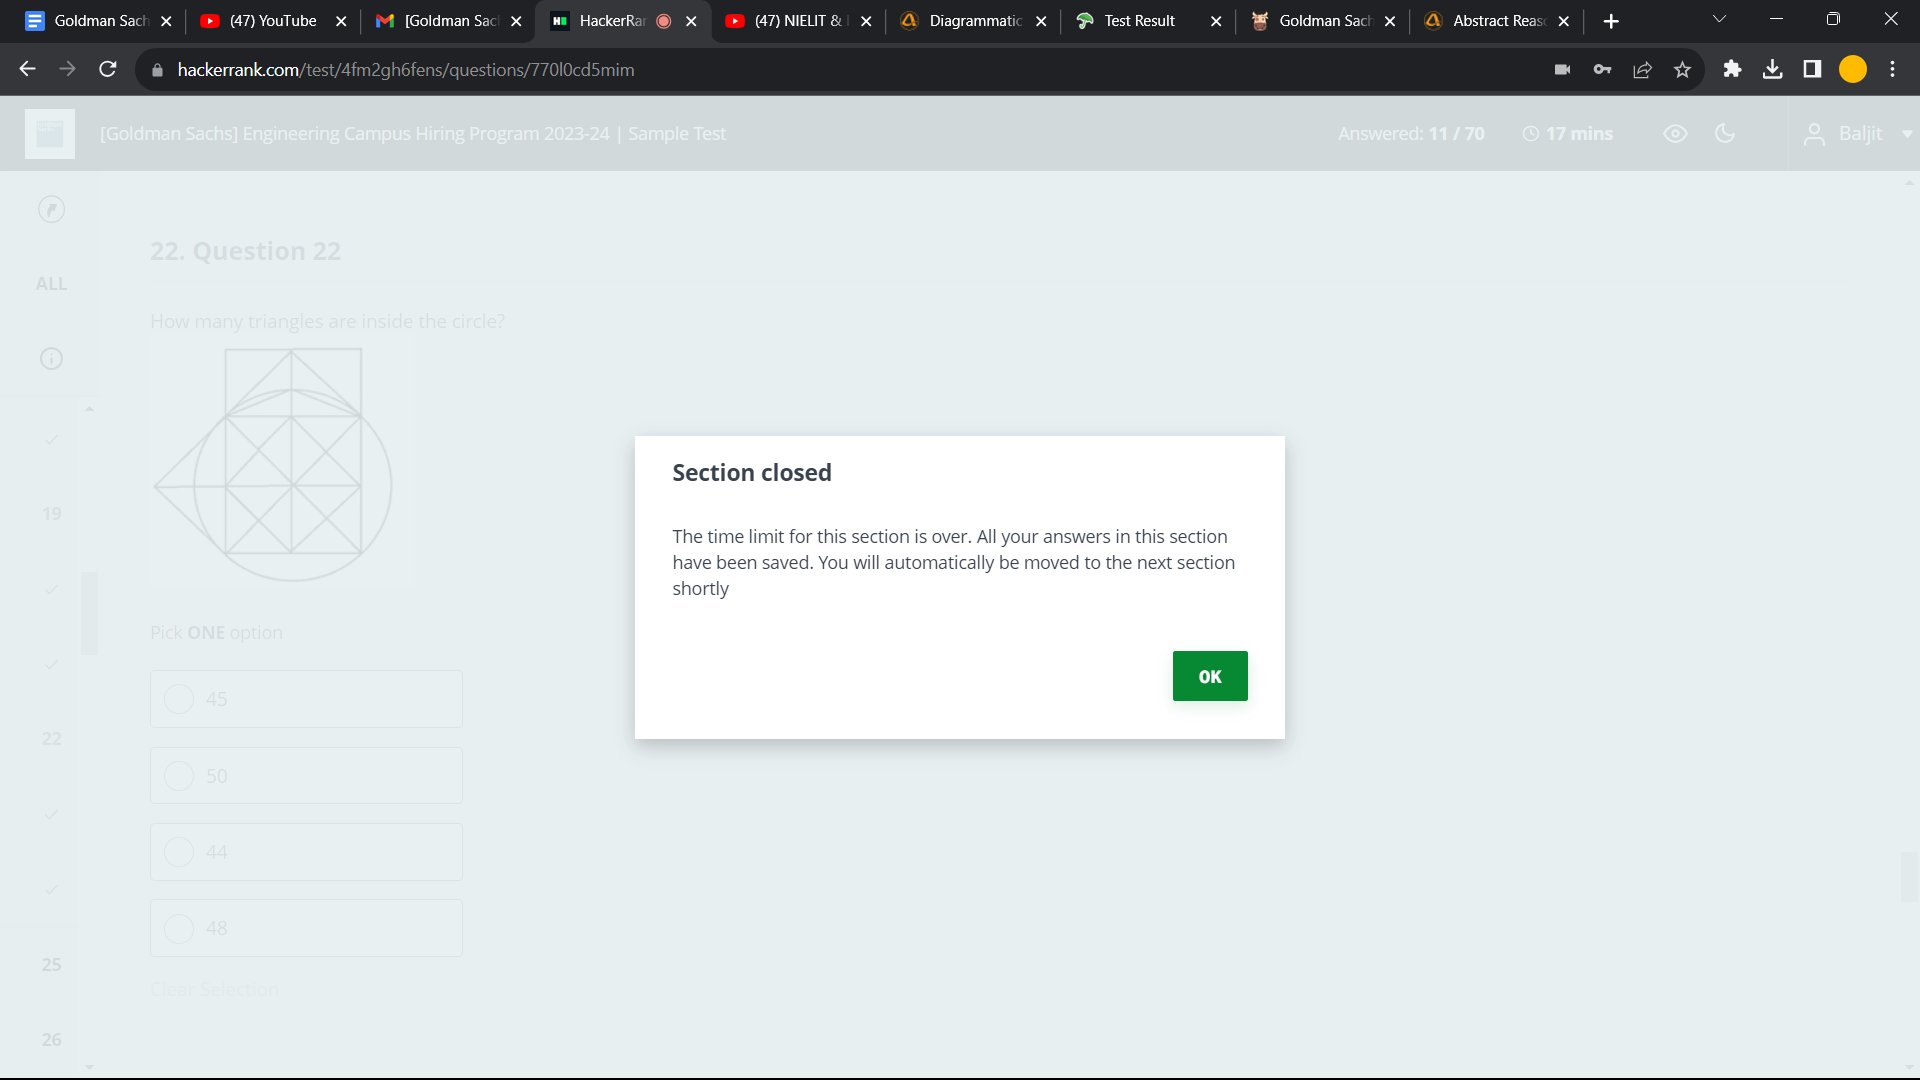 Goldman Sach
(47) YouTube
[Goldman Sac
HackerRar
(47) NIELIT &
Diagrammatic
Test Result
Goldman Sach
Abstract Reaso
hackerrank.com/test/4fm2gh6fens/questions/770l0cd5mim
[Goldman Sachs] Engineering Campus Hiring Program 2023-24 | Sample Test
Answered: 11 / 70
17 mins
Baljit
22. Question 22
ALL
How many triangles are inside the circle?
Section closed
The time limit for this section is over. All your answers in this section
have been saved. You will automatically be moved to the next section
shortly
OK
19
Pick ONE option
45
22
50
44
48
25
Clear Selection
26